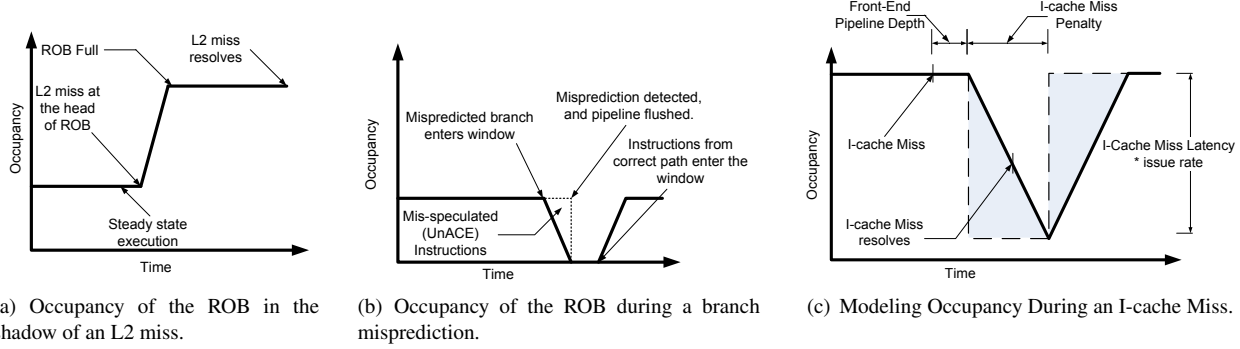 ROB Full
L2 miss
resolves
L2 miss at
the head
of ROB
Occupancy
Steady state
execution
Time
a) Occupancy of the ROB in the
hadow of an L2 miss.
Mispredicted branch
enters window
Misprediction detected,
and pipeline flushed.
Instructions from
correct path enter the
window
Occupancy
Mis-speculated
(UnACE)
Instructions
Time
(b) Occupancy of the ROB during a branch
misprediction.
Front-End
Pipeline Depth
I-cache Miss
Penalty
Occupancy
I-cache Miss
I-Cache Miss Latency
* issue rate
I-cache Miss
resolves
Time
(c) Modeling Occupancy During an I-cache Miss.